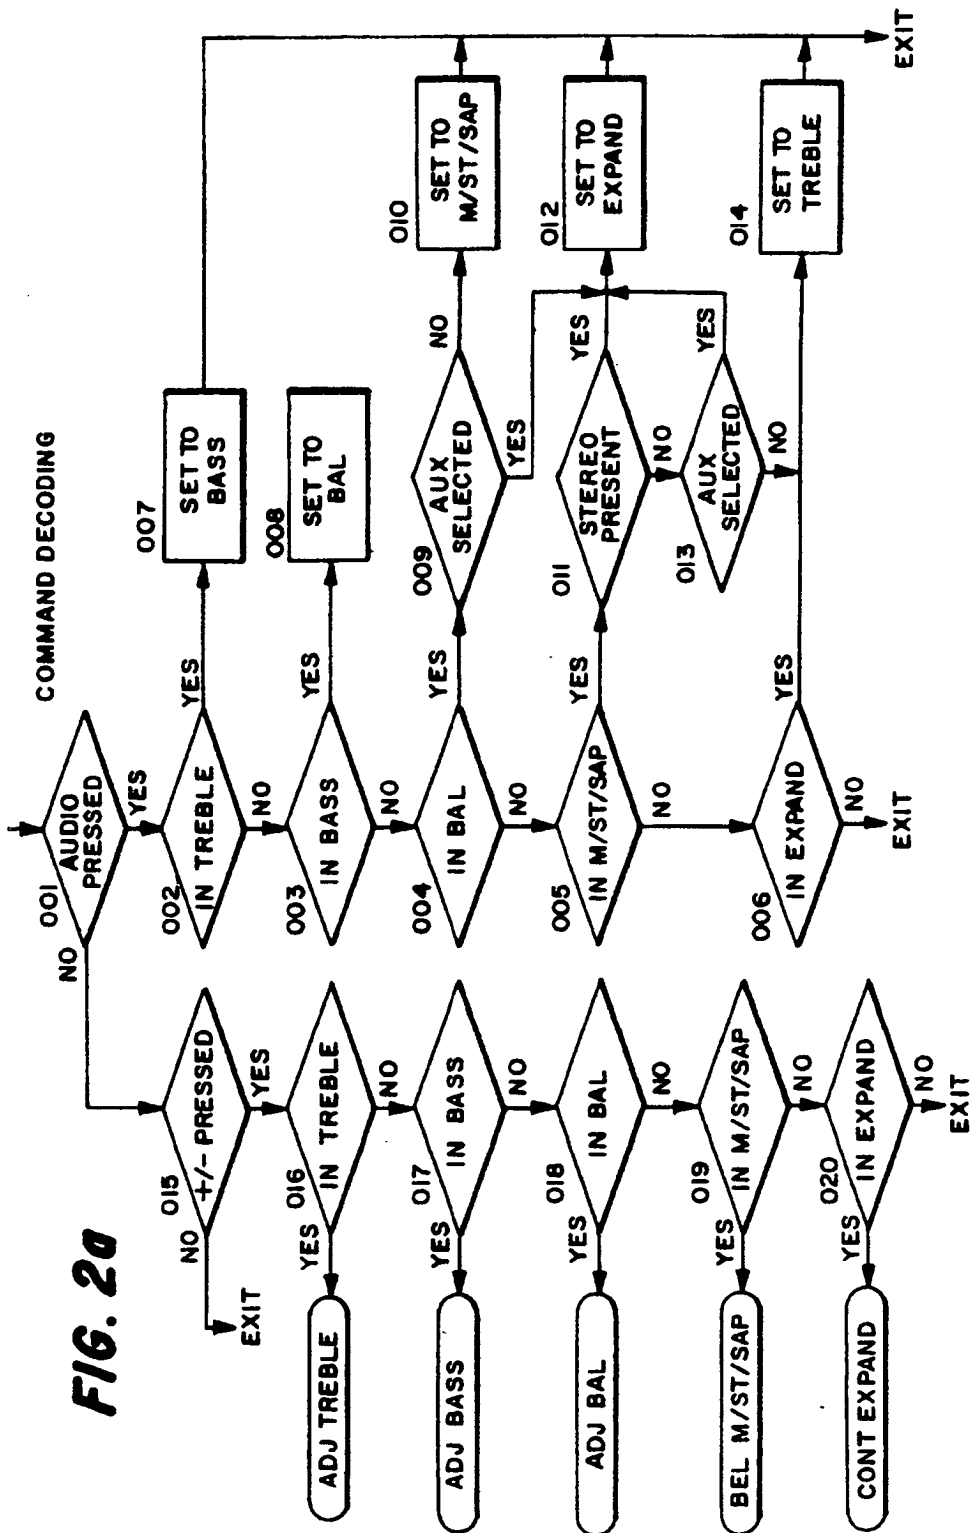 FIG. 2a
COMMAND DECODING
001
AUDIO
PRESSED
NO
YES
002
IN TREBLE
YES
NO
007
SET TO
BASS
003
IN BASS
YES
NO
008
SET TO
BAL
004
IN BAL
YES
NO
009
AUX
SELECTED
NO
YES
010
SET TO
M/ST/SAP
005
IN M/ST/SAP
YES
NO
011
STEREO
PRESENT
YES
NO
012
SET TO
EXPAND
013
AUX
SELECTED
YES
NO
006
IN EXPAND
YES
NO
EXIT
014
SET TO
TREBLE
EXIT
015
+/- PRESSED
NO
EXIT
YES
016
IN TREBLE
YES
ADJ TREBLE
NO
017
IN BASS
YES
ADJ BASS
NO
018
IN BAL
YES
ADJ BAL
NO
019
IN M/ST/SAP
YES
BEL M/ST/SAP
NO
020
IN EXPAND
YES
CONT EXPAND
NO
EXIT